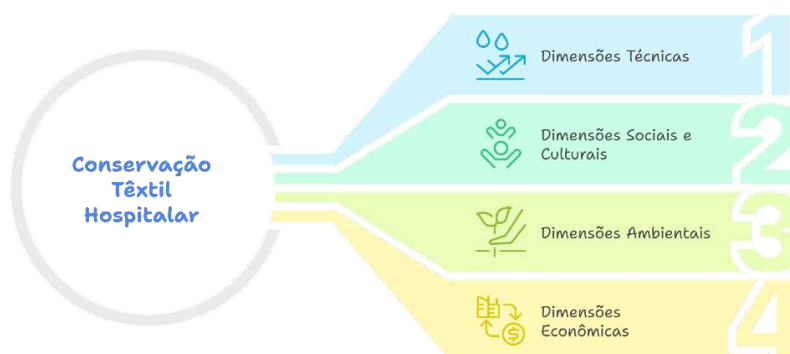 Conservação
Têxtil
Hospitalar
Dimensões Técnicas
1
Dimensões Sociais e
Culturais
2
Dimensões Ambientais
3
Dimensões
Econômicas
$
4